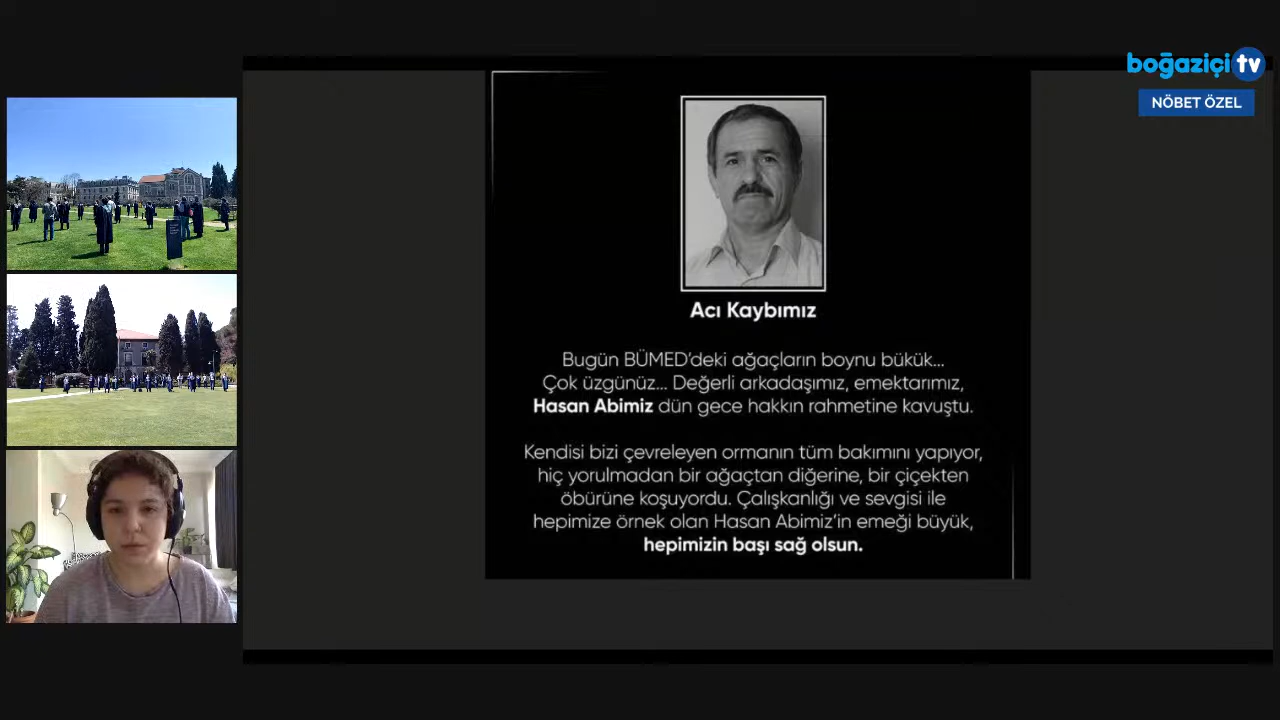 boğaziçi tv
NÖBET ÖZEL
Acı Kaybımız
Bugün BÜMED'deki ağaçların boynu bükük...
Çok üzgünüz... Değerli arkadaşımız, emektarımız,
Hasan Abimiz dün gece hakkın rahmetine kavuştu.
Kendisi bizi çevreleyen ormanın tüm bakımını yapıyor,
hiç yorulmadan bir ağaçtan diğerine, bir çiçekten
öbürüne koşuyordu. Çalışkanlığı ve sevgisi ile
hepimize örnek olan Hasan Abimiz'in emeği büyük,
hepimizin başı sağ olsun.